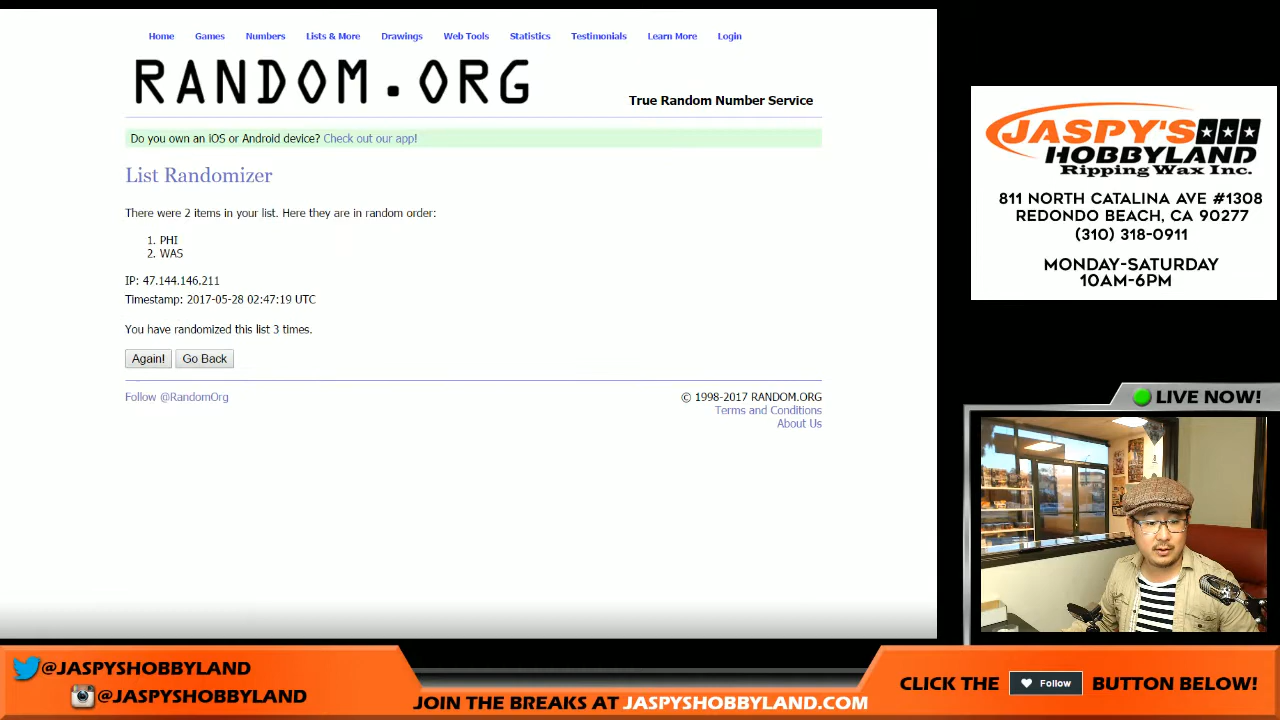 Home Games Numbers Lists & More Drawings Web Tools Statistics Testimonials Learn More Login
RANDOM.ORG
True Random Number Service
Do you own an iOS or Android device? Check out our app!
List Randomizer
There were 2 items in your list. Here they are in random order:
1. PHI
2. WAS
IP: 47.144.146.211
Timestamp: 2017-05-28 02:47:19 UTC
You have randomized this list 3 times.
Again! Go Back
Follow @RandomOrg
© 1998-2017 RANDOM.ORG
Terms and Conditions
About Us
JASPY'S
HOBBYLAND
Ripping Wax Inc.
811 NORTH CATALINA AVE #1308
REDONDO BEACH, CA 90277
(310) 318-0911
MONDAY-SATURDAY
10AM-6PM
LIVE NOW!
@JASPYSHOBBYLAND
@JASPYSHOBBYLAND
JOIN THE BREAKS AT JASPYSHOBBYLAND.COM
CLICK THE Follow BUTTON BELOW!